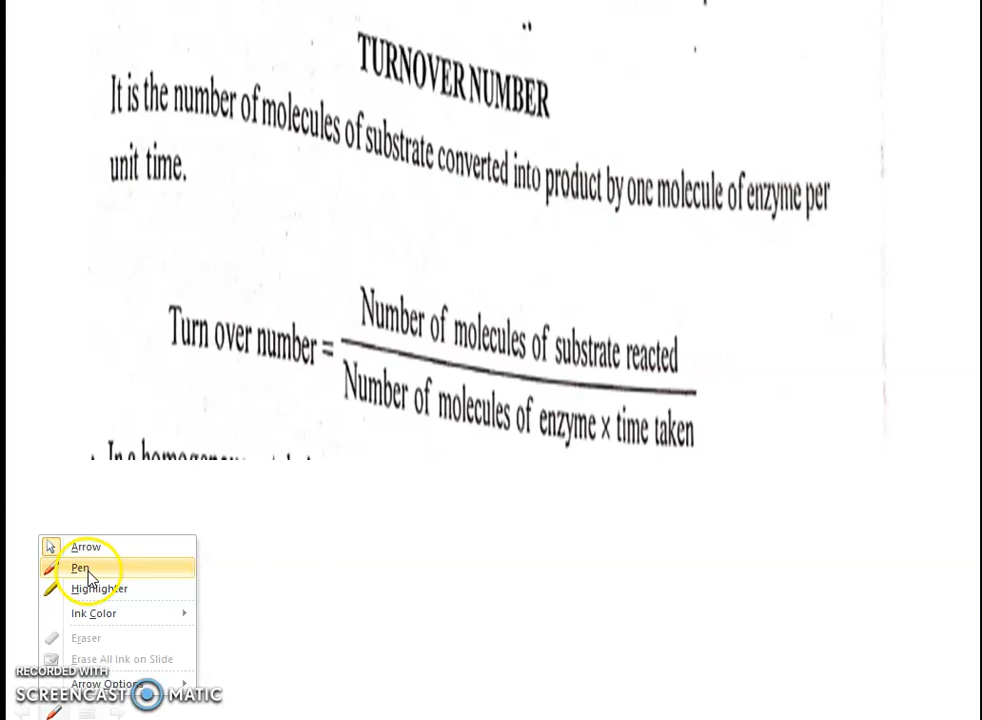 TURNOVER NUMBER
It is the number of molecules of substrate converted into product by one molecule of enzyme per
unit time.
Turn over number = Number of molecules of substrate reacted
Number of molecules of enzyme × time taken
In a
Arrow
Pen
Highlighter
Ink Color
Eraser
Erase All Ink on Slide
Arrow Options
RECORDED WITH
SCREENCAST MATIC